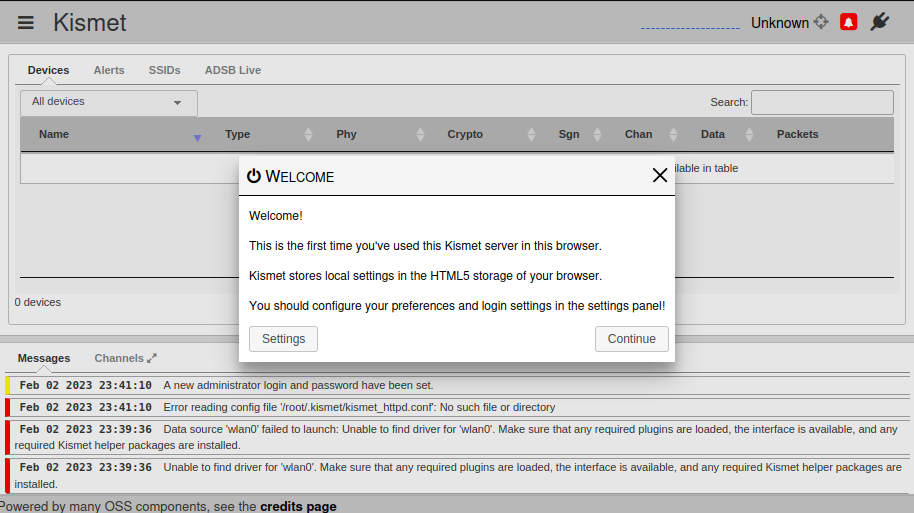 Kismet
Unknown
Devices Alerts SSIDs ADSB Live
All devices
Search:
Name Type Phy Crypto Sgn Chan Data Packets
ilable in table
WELCOME
Welcome!
This is the first time you've used this Kismet server in this browser.
Kismet stores local settings in the HTML5 storage of your browser.
You should configure your preferences and login settings in the settings panel!
Settings Continue
0 devices
Messages Channels
Feb 02 2023 23:41:10 A new administrator login and password have been set.
Feb 02 2023 23:41:10 Error reading config file '/root/.kismet/kismet_httpd.conf': No such file or directory
Feb 02 2023 23:39:36 Data source 'wlan0' failed to launch: Unable to find driver for 'wlan0'. Make sure that any required plugins are loaded, the interface is available, and any
required Kismet helper packages are installed.
Feb 02 2023 23:39:36 Unable to find driver for 'wlan0'. Make sure that any required plugins are loaded, the interface is available, and any required Kismet helper packages are
installed.
Powered by many OSS components, see the credits page